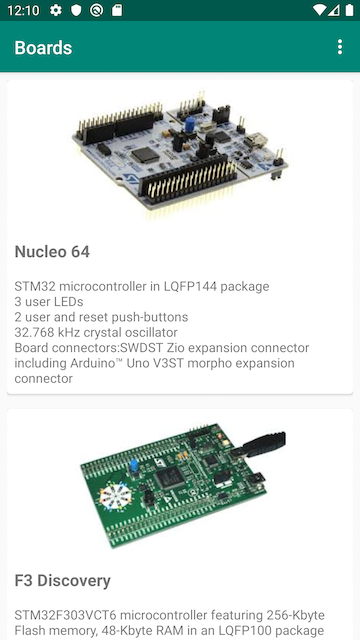 12:10
Boards
Nucleo 64
STM32 microcontroller in LQFP144 package
3 user LEDs
2 user and reset push-buttons
32.768 kHz crystal oscillator
Board connectors:SWDST Zio expansion connector
including Arduino™ Uno V3ST morpho expansion
connector
F3 Discovery
STM32F303VCT6 microcontroller featuring 256-Kbyte
Flash memory, 48-Kbyte RAM in an LQFP100 package